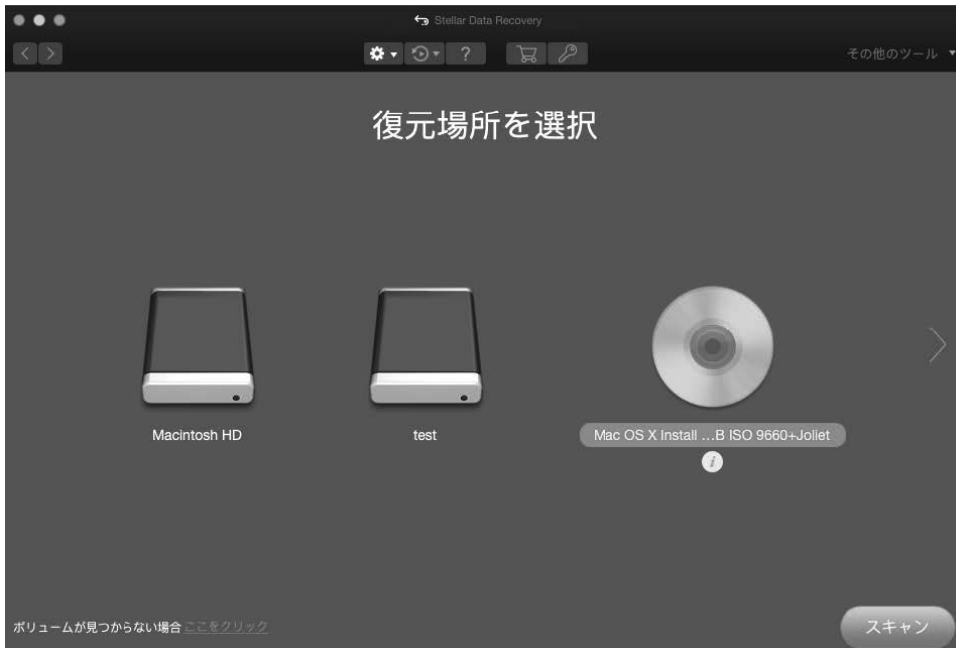 Stellar Data Recovery
?
その他のツール
復元場所を選択
Macintosh HD
test
Mac OS X Install ...B ISO 9660+Joliet
i
ボリュームが見つからない場合 ここをクリック
スキャン